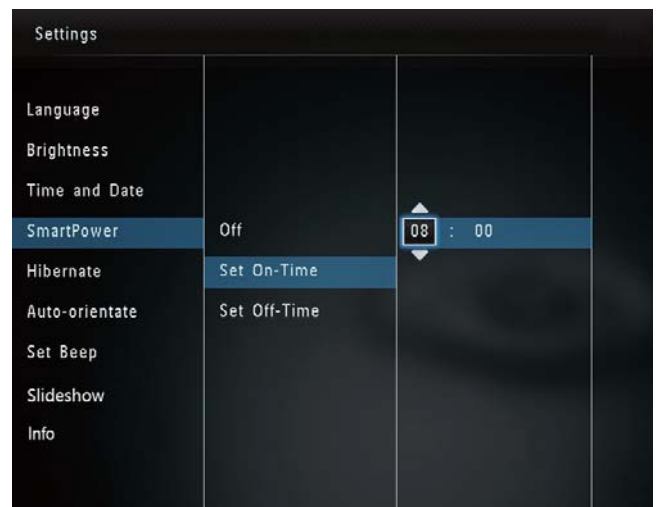 Settings
Language
Brightness
Time and Date
SmartPower
Off
08 : 00
Hibernate
Set On-Time
Auto-orientate
Set Off-Time
Set Beep
Slideshow
Info